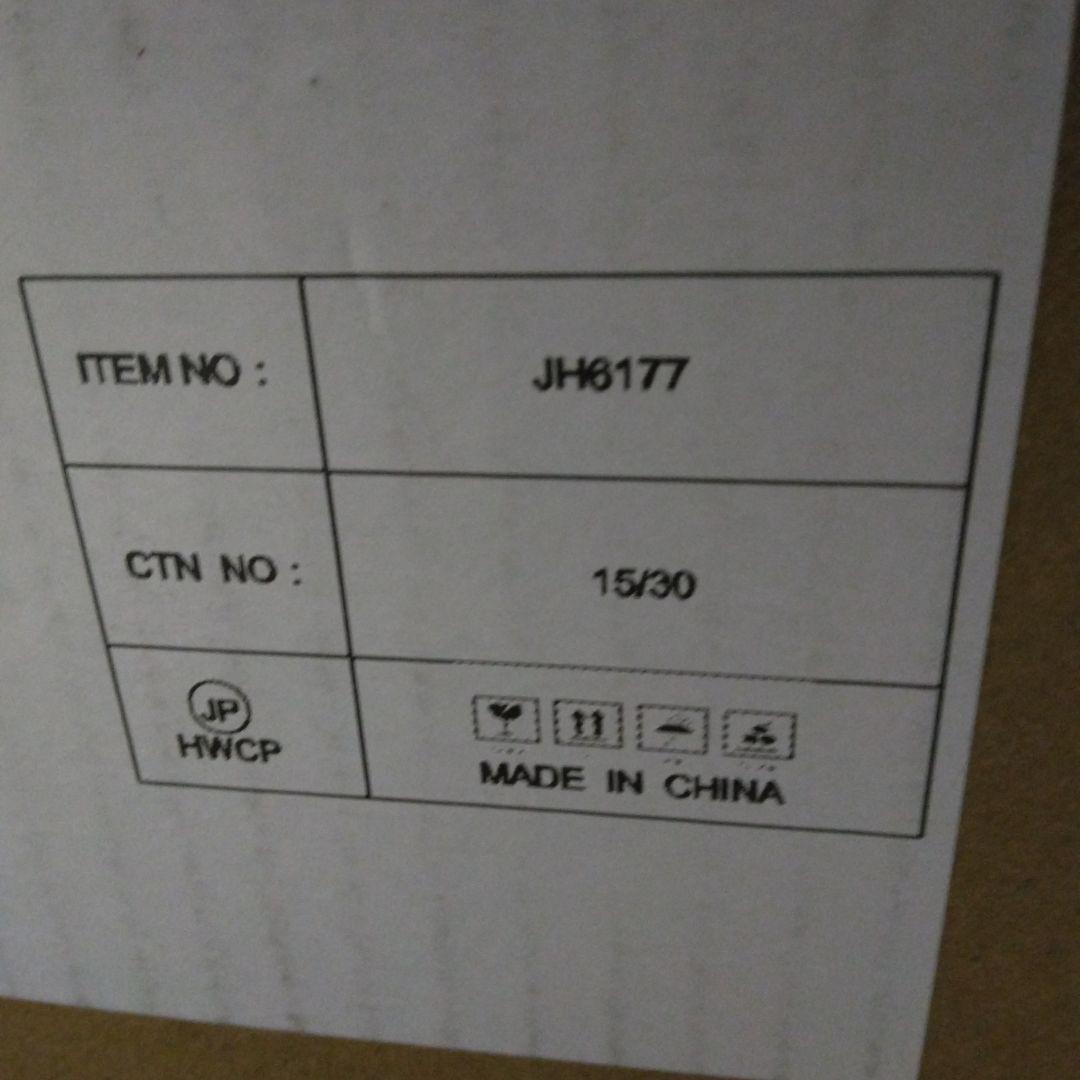 ITEM NO : JH6177
CTN NO : 15/30
JP
HWCP
MADE IN CHINA